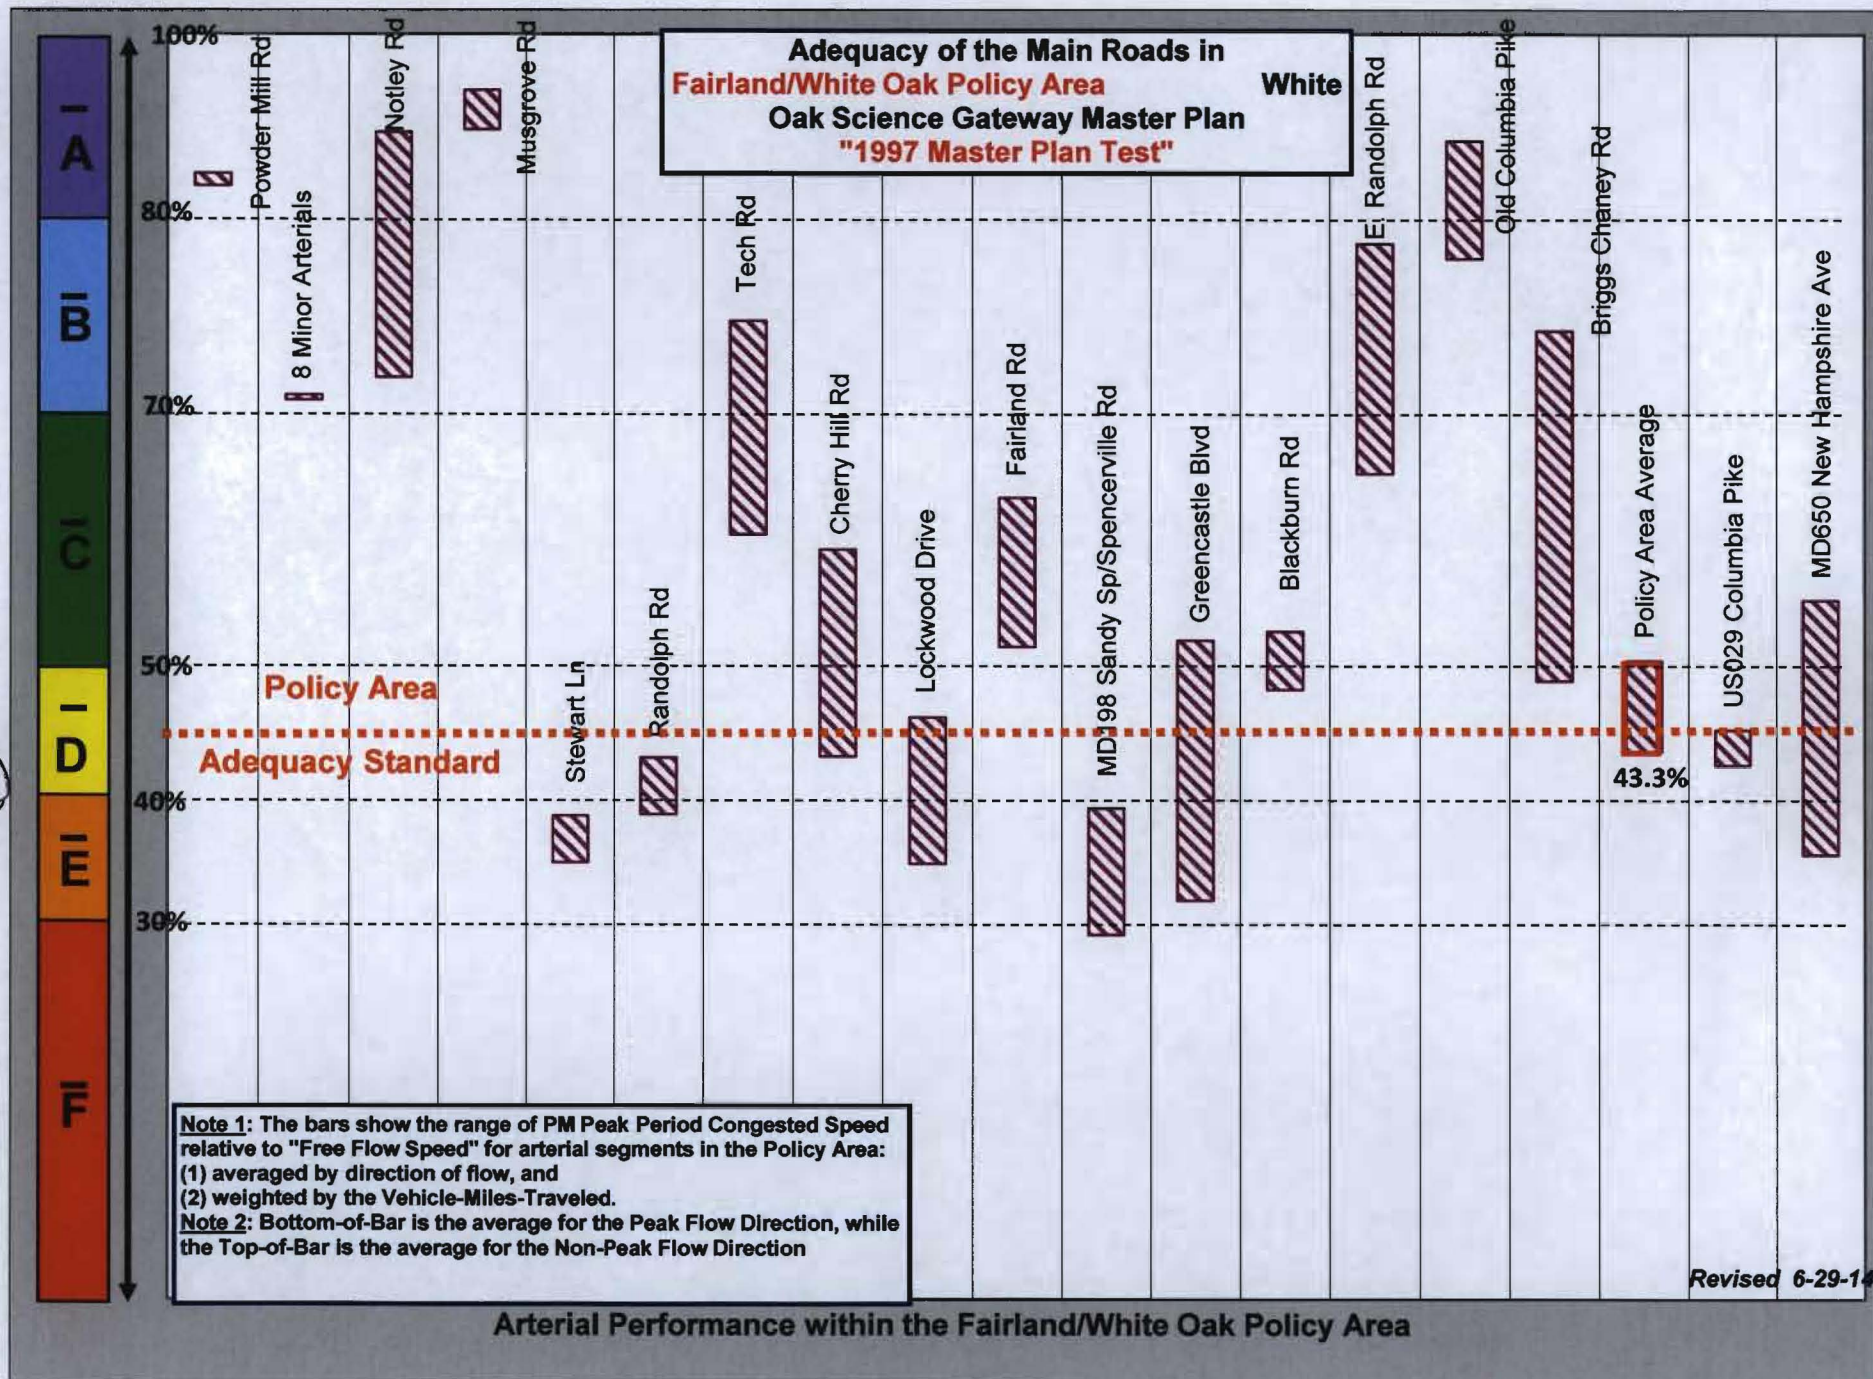 Adequacy of the Main Roads in
Fairland/White Oak Policy Area White
Oak Science Gateway Master Plan
"1997 Master Plan Test"
A
B
C
D
E
F
100%
80%
70%
50%
40%
30%
Powder Mill Rd
8 Minor Arterials
Notley Rd
Musgrove Rd
Stewart Ln
Randolph Rd
Tech Rd
Cherry Hill Rd
Lockwood Drive
Fairland Rd
MD198 Sandy Sp/Spencerville Rd
Greencastle Blvd
Blackburn Rd
E. Randolph Rd
Old Columbia Pike
Briggs Chaney Rd
Policy Area Average
US029 Columbia Pike
MD650 New Hampshire Ave
Policy Area
Adequacy Standard
43.3%
Note 1: The bars show the range of PM Peak Period Congested Speed
relative to "Free Flow Speed" for arterial segments in the Policy Area:
(1) averaged by direction of flow, and
(2) weighted by the Vehicle-Miles-Traveled.
Note 2: Bottom-of-Bar is the average for the Peak Flow Direction, while
the Top-of-Bar is the average for the Non-Peak Flow Direction
Revised 6-29-14
Arterial Performance within the Fairland/White Oak Policy Area